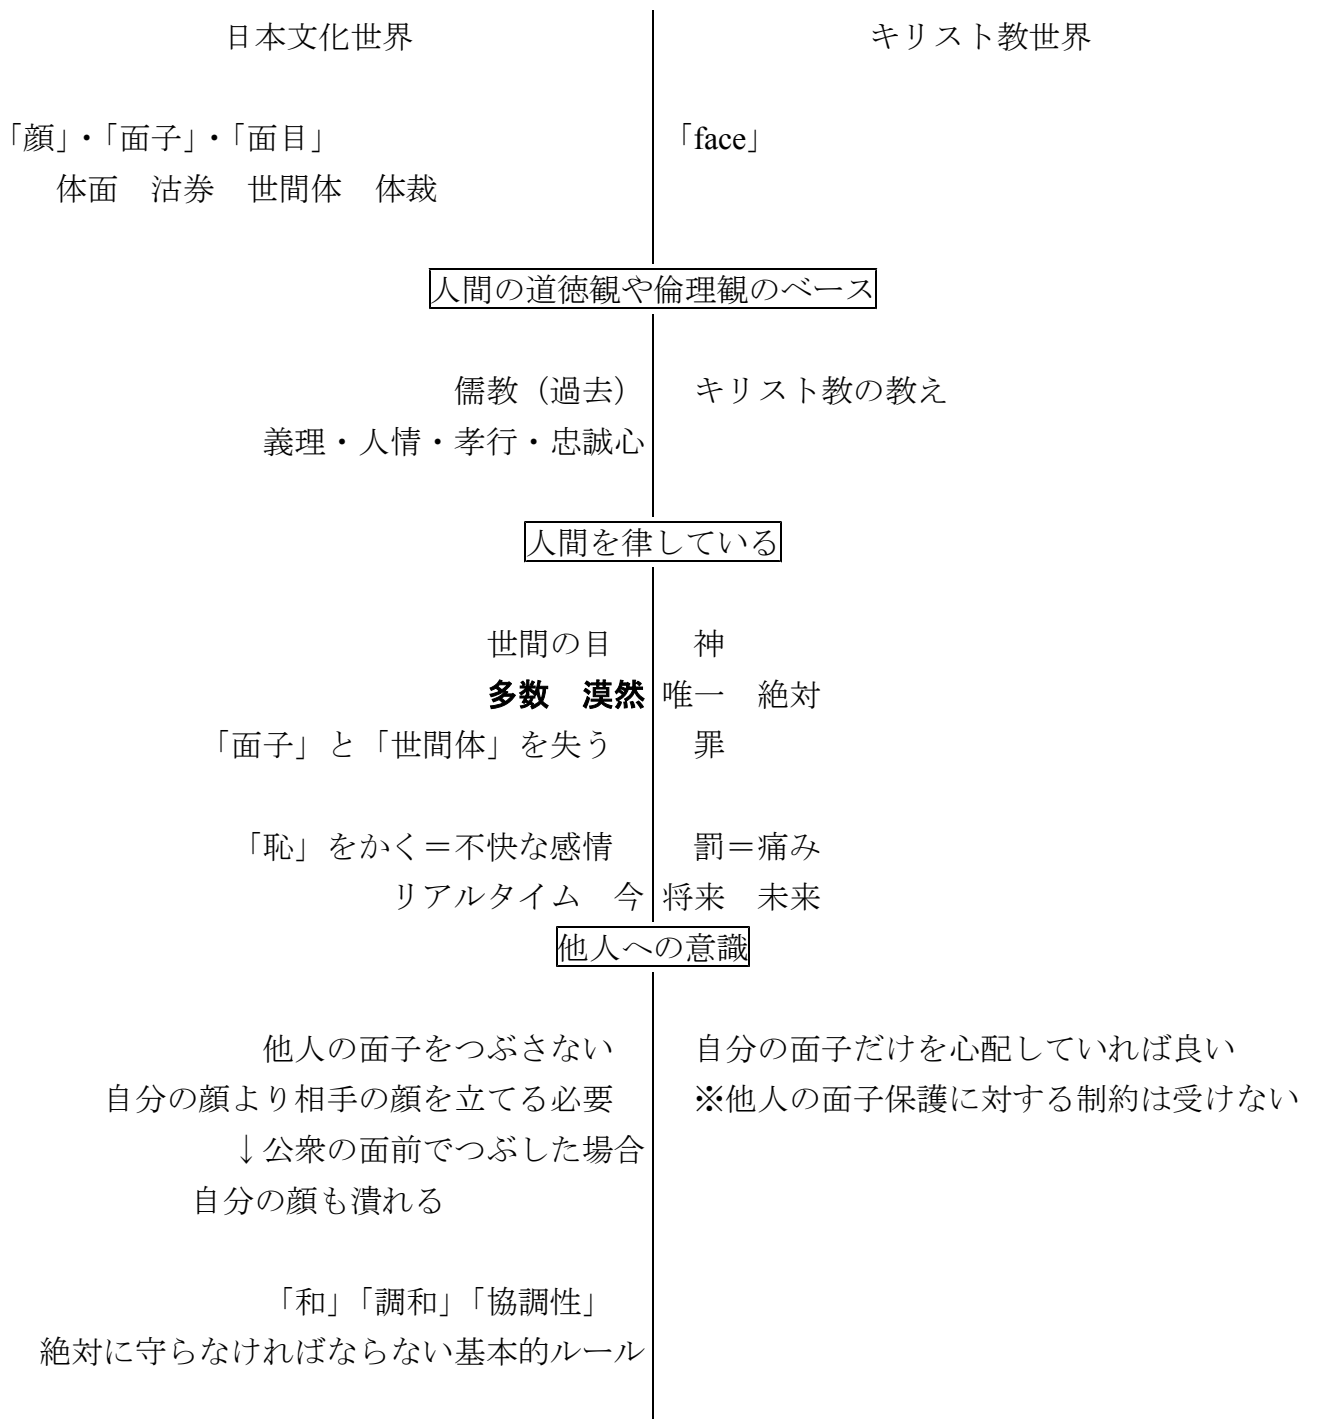 日本文化世界　キリスト教世界
「顔」・「面子」・「面目」　「face」
体面　沽券　世間体　体裁
人間の道徳観や倫理観のベース
儒教（過去）　キリスト教の教え
義理・人情・孝行・忠誠心
人間を律している
世間の目　神
多数　漠然　唯一　絶対
「面子」と「世間体」を失う　罪
「恥」をかく＝不快な感情　罰＝痛み
リアルタイム　今　将来　未来
他人への意識
他人の面子をつぶさない　自分の面子だけを心配していれば良い
自分の顔より相手の顔を立てる必要　※他人の面子保護に対する制約は受けない
↓公衆の面前でつぶした場合
自分の顔も潰れる
「和」「調和」「協調性」
絶対に守らなければならない基本的ルール